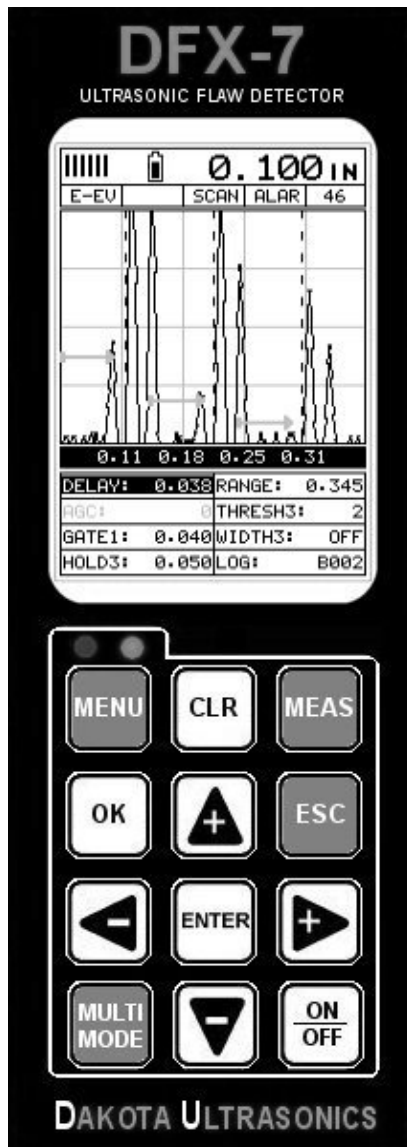 DFX-7
ULTRASONIC FLAW DETECTOR
0.100 IN
E-EV SCAN ALAR 46
0.11 0.18 0.25 0.31
DELAY: 0.038 RANGE: 0.345
AGC: 0 THRESH3: 2
GATE1: 0.040 WIDTH3: OFF
HOLD3: 0.050 LOG: B002
MENU CLR MEAS
OK + ESC
- ENTER +
MULTI MODE - ON OFF
DAKOTA ULTRASONICS